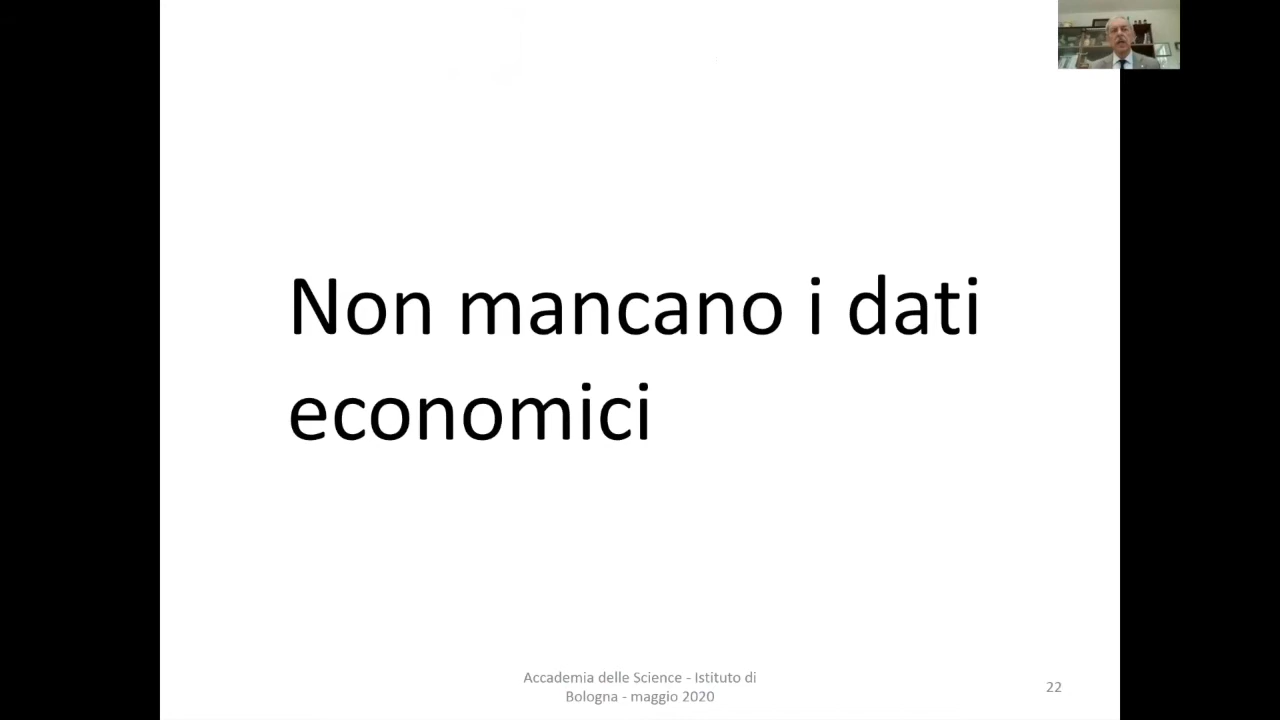 Non mancano i dati
economici
Accademia delle Science - Istituto di
Bologna - maggio 2020
22